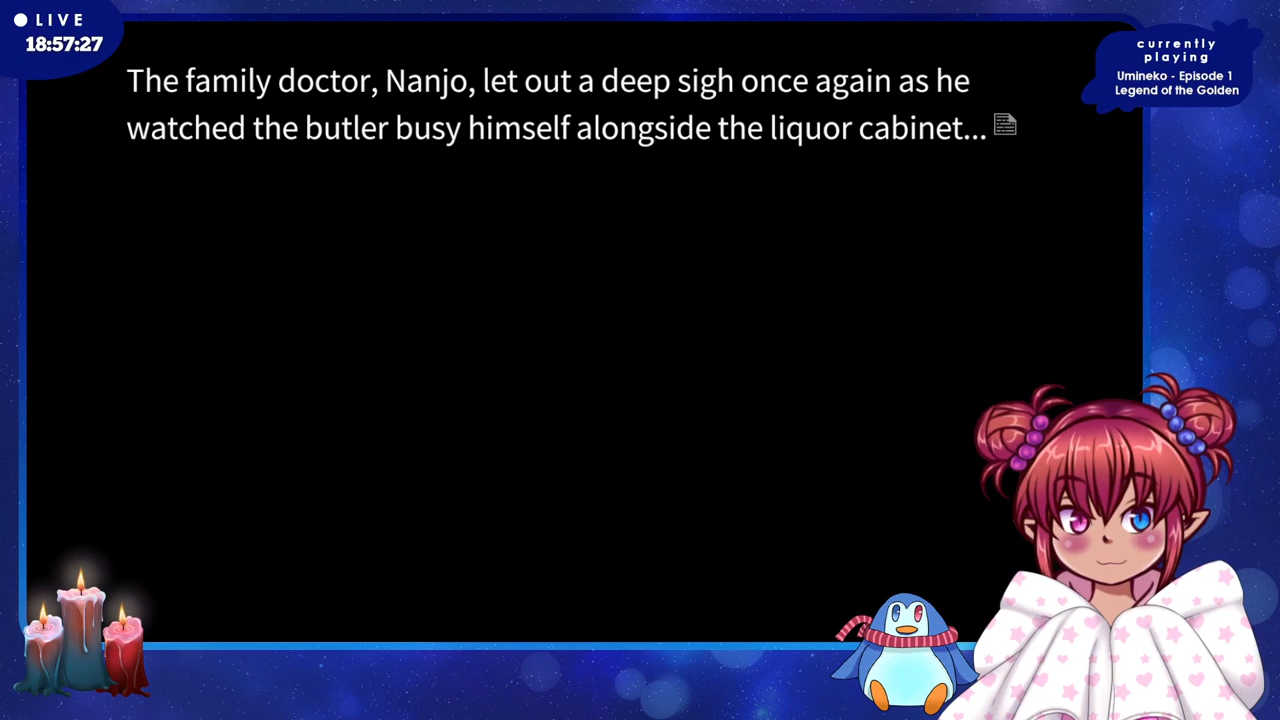 LIVE
18:57:27
currently
playing
Umineko - Episode 1
Legend of the Golden
The family doctor, Nanjo, let out a deep sigh once again as he
watched the butler busy himself alongside the liquor cabinet...